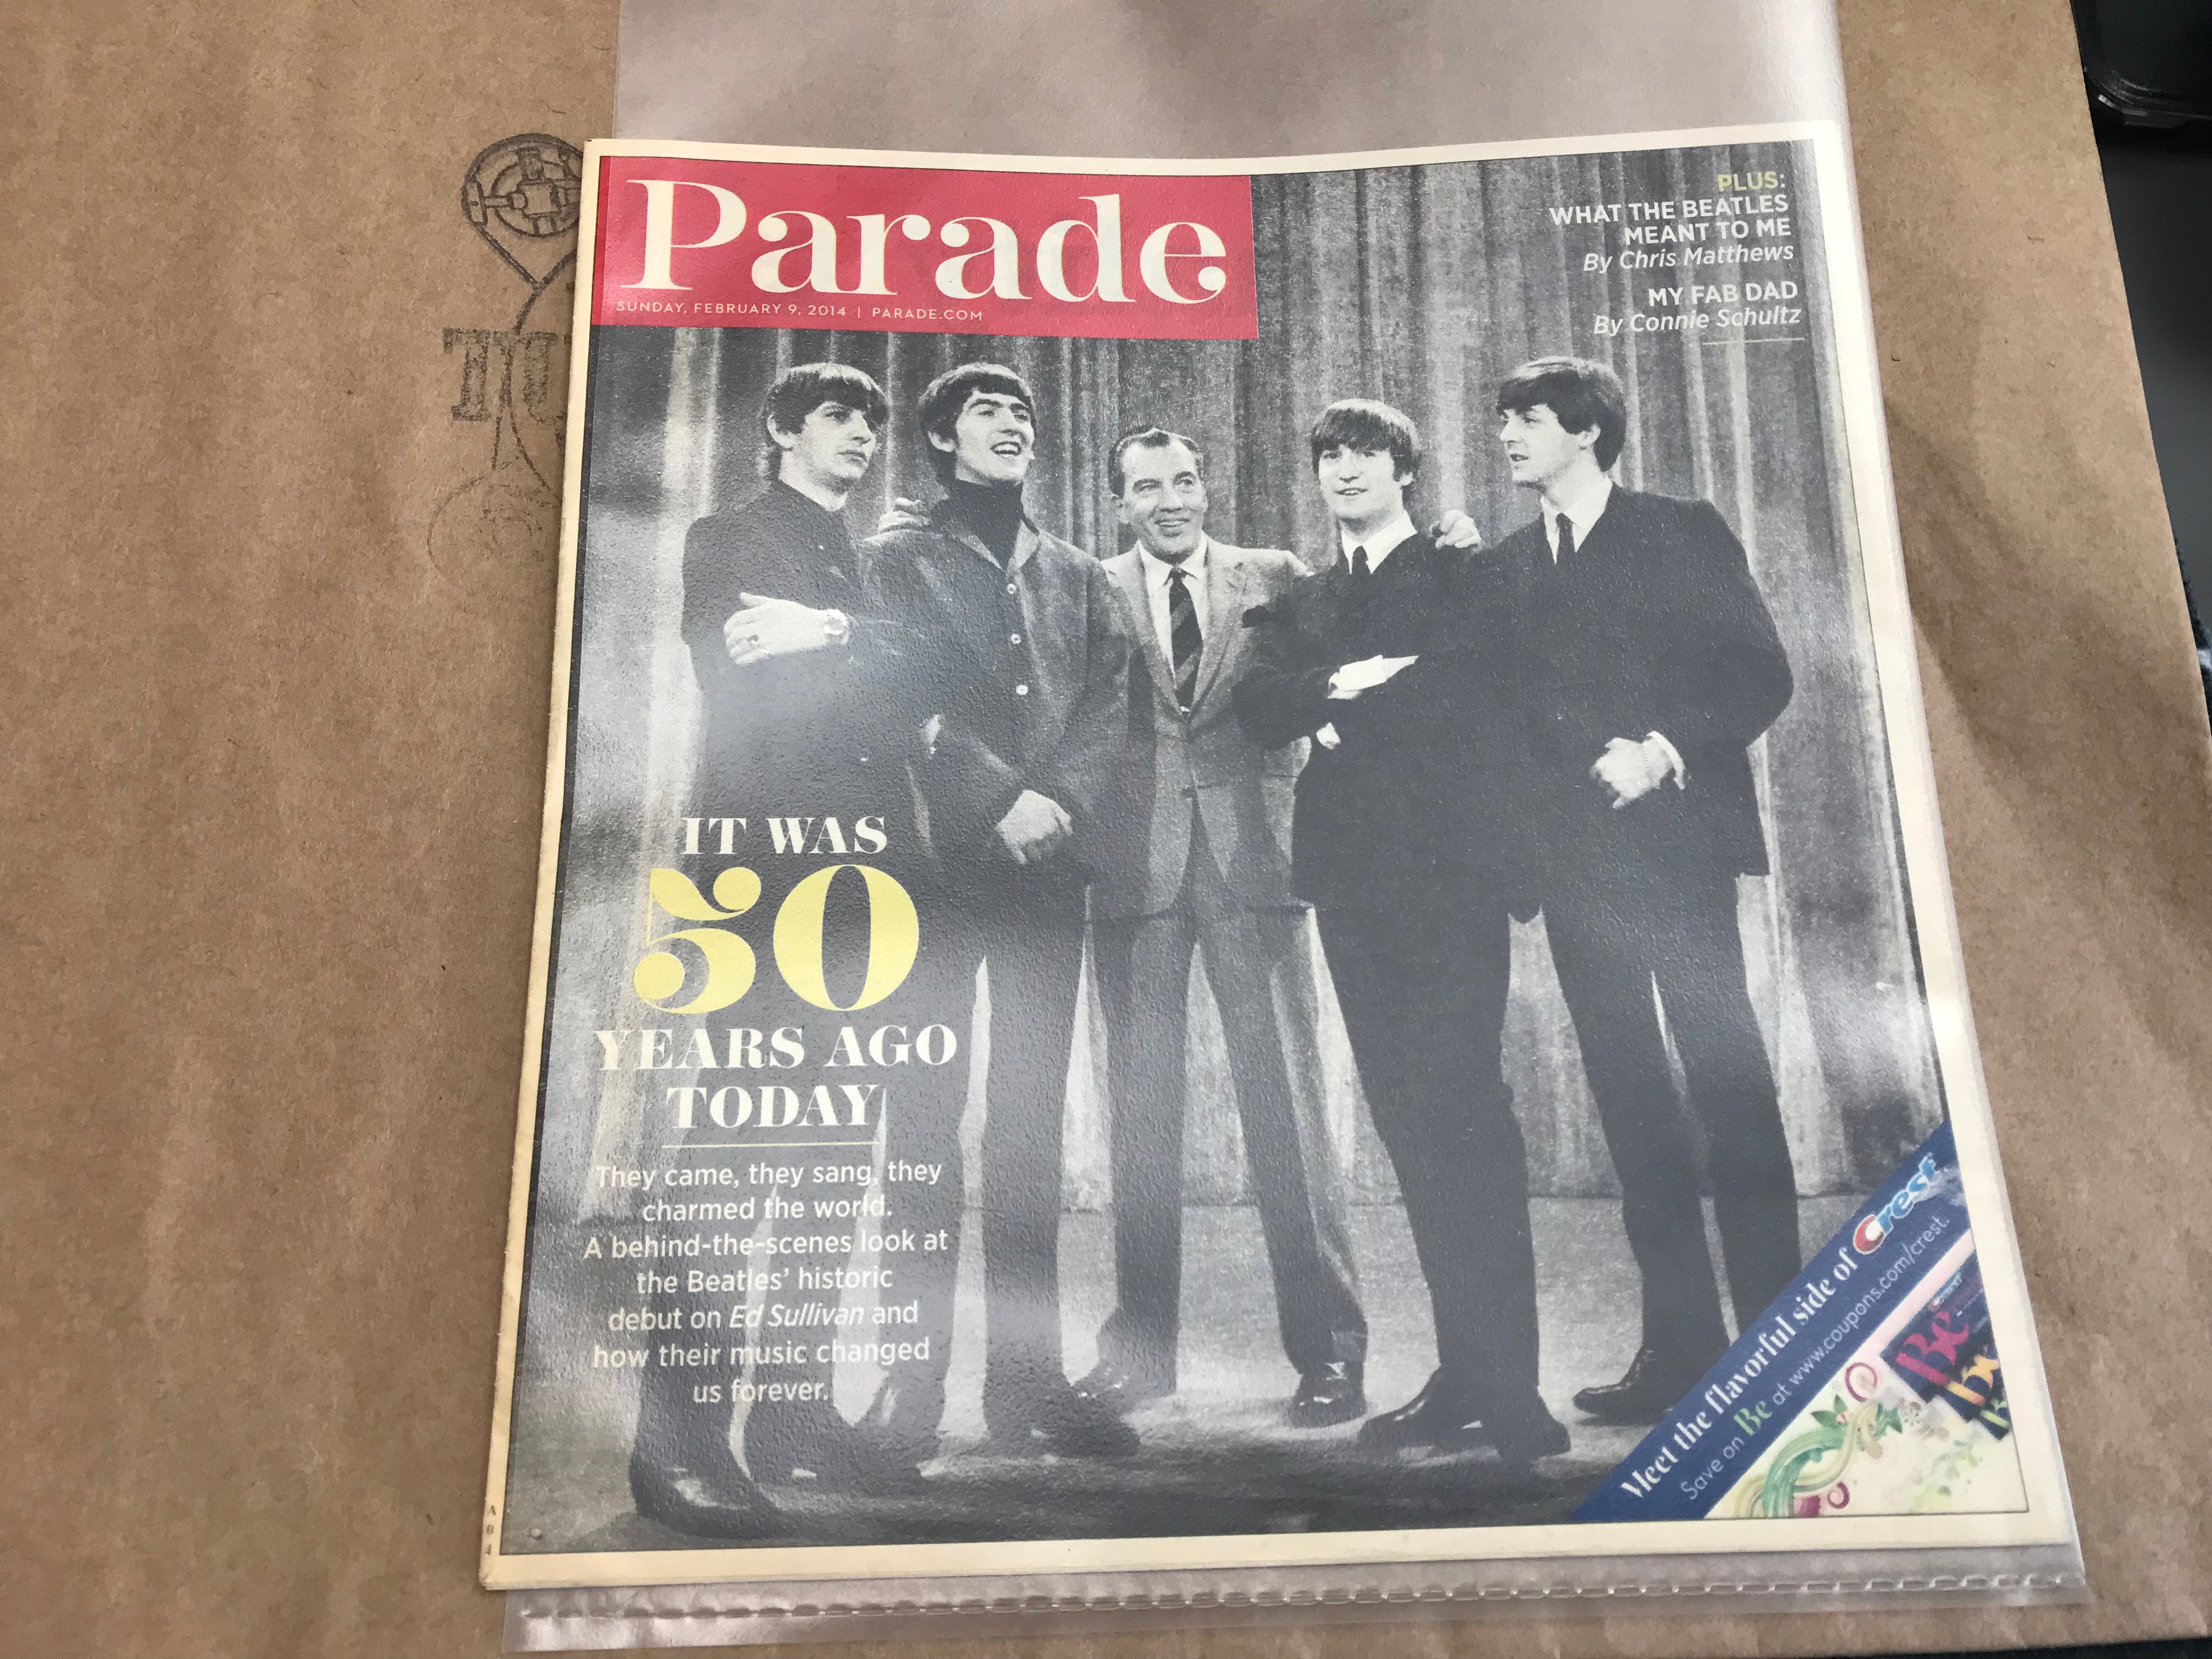 Parade
SUNDAY, FEBRUARY 9, 2014 | PARADE.COM
PLUS:
WHAT THE BEATLES
MEANT TO ME
By Chris Matthews
MY FAB DAD
By Connie Schultz
IT WAS
50
YEARS AGO
TODAY
They came, they sang, they
charmed the world.
A behind-the-scenes look at
the Beatles' historic
debut on Ed Sullivan and
how their music changed
us forever.
Meet the flavorful side of Crest
Save on Be at www.coupons.com/crest.
Be
A04